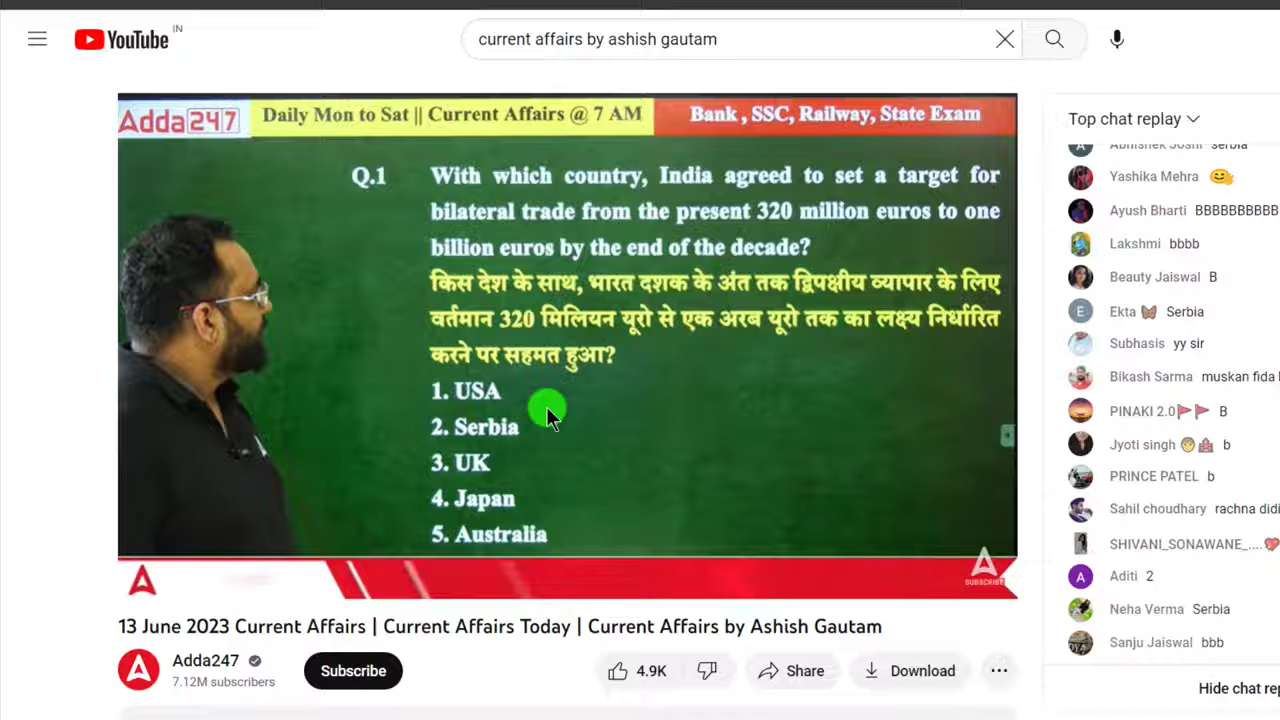 YouTube IN
current affairs by ashish gautam
Adda247 Daily Mon to Sat || Current Affairs @ 7 AM Bank , SSC, Railway, State Exam
Q.1 With which country, India agreed to set a target for
bilateral trade from the present 320 million euros to one
billion euros by the end of the decade?
किस देश के साथ, भारत दशक के अंत तक द्विपक्षीय व्यापार के लिए
वर्तमान 320 मिलियन यूरो से एक अरब यूरो तक का लक्ष्य निर्धारित
करने पर सहमत हुआ?
1. USA
2. Serbia
3. UK
4. Japan
5. Australia
SUBSCRIBE
13 June 2023 Current Affairs | Current Affairs Today | Current Affairs by Ashish Gautam
Adda247
7.12M subscribers
Subscribe
4.9K
Share
Download
Top chat replay
Abhishek Joshi serbia
Yashika Mehra
Ayush Bharti BBBBBBBBBB
Lakshmi bbbb
Beauty Jaiswal B
E Ekta Serbia
Subhasis yy sir
Bikash Sarma muskan fida
PINAKI 2.0 B
Jyoti singh b
PRINCE PATEL b
Sahil choudhary rachna didi
SHIVANI_SONAWANE_....
A Aditi 2
Neha Verma Serbia
Sanju Jaiswal bbb
Hide chat rep